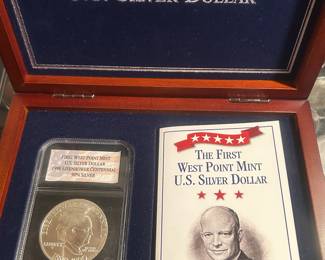 U.S. SILVER DOLLAR
FIRST WEST POINT MINT
U.S. SILVER DOLLAR
1990 EISENHOWER CENTENNIAL
90% SILVER
LIBERTY
THE FIRST
WEST POINT MINT
U.S. SILVER DOLLAR